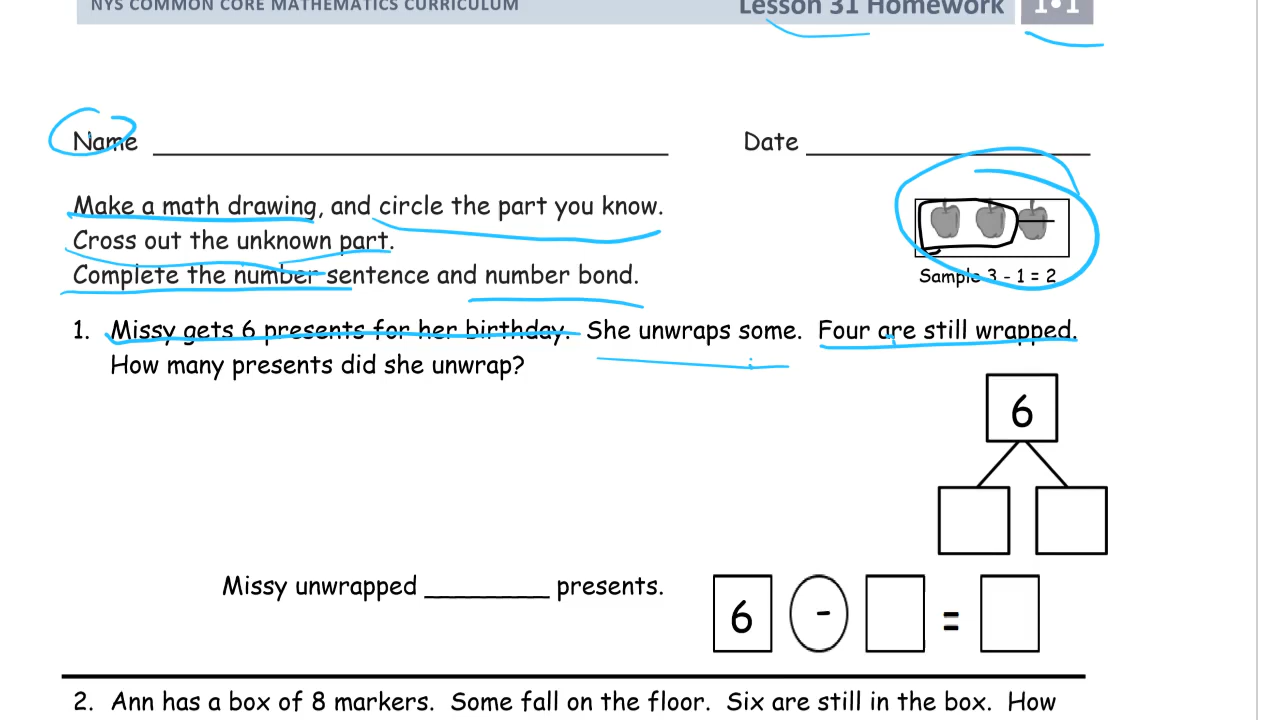 NYS COMMON CORE MATHEMATICS CURRICULUM
Lesson 31 Homework
1•1
Name
Date
Make a math drawing, and circle the part you know.
Cross out the unknown part.
Complete the number sentence and number bond.
Sample 3 - 1 = 2
1. Missy gets 6 presents for her birthday. She unwraps some. Four are still wrapped.
How many presents did she unwrap?
6
Missy unwrapped ________ presents.
6 - =
2. Ann has a box of 8 markers. Some fall on the floor. Six are still in the box. How